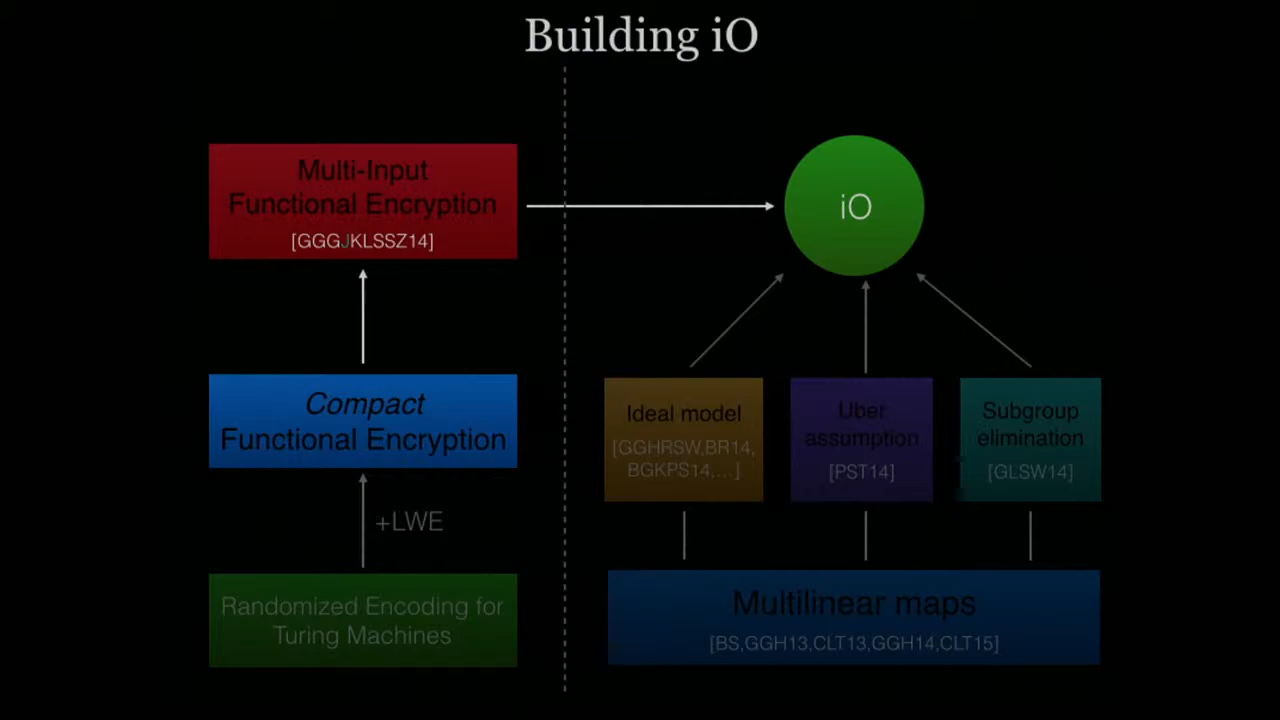 Building iO
Multi-Input
Functional Encryption
[GGGJKLSSZ14]
iO
Compact
Functional Encryption
Ideal model
[GGHRSW,BR14,
BGKPS14,...]
Uber
assumption
[PST14]
Subgroup
elimination
[GLSW14]
+LWE
Randomized Encoding for
Turing Machines
Multilinear maps
[BS,GGH13,CLT13,GGH14,CLT15]